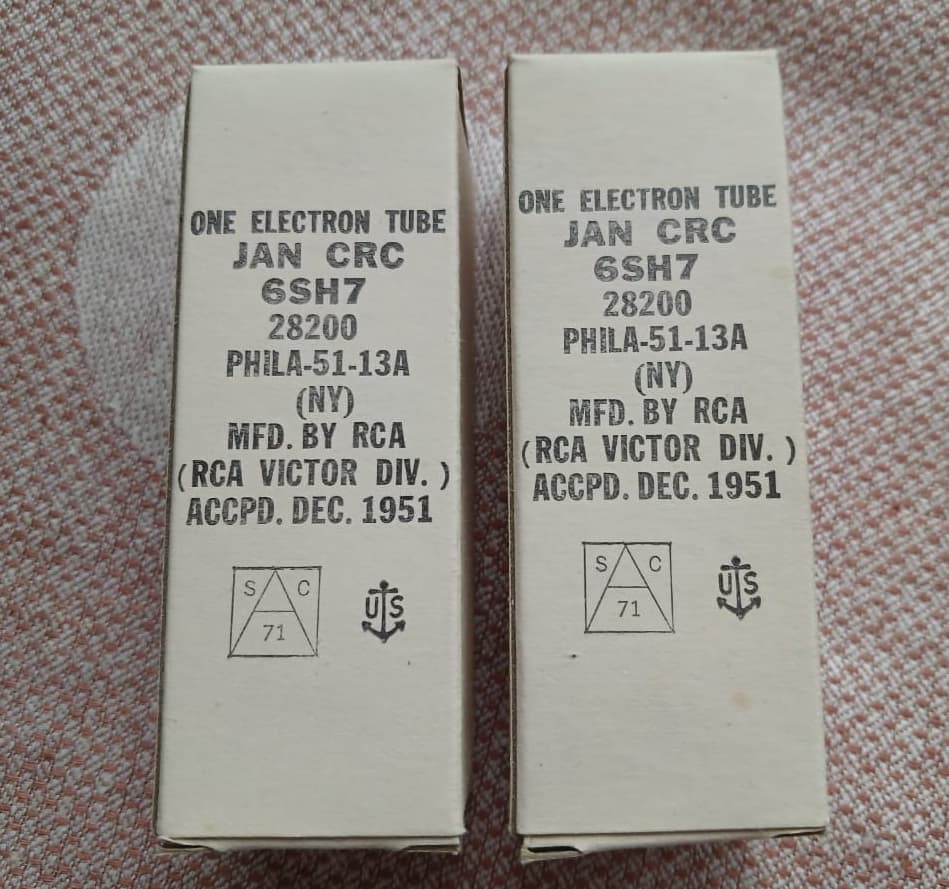 ONE ELECTRON TUBE
JAN CRC
6SH7
28200
PHILA-51-13A
(NY)
MFD. BY RCA
(RCA VICTOR DIV. )
ACCPD. DEC. 1951
S A C
71
U S
ONE ELECTRON TUBE
JAN CRC
6SH7
28200
PHILA-51-13A
(NY)
MFD. BY RCA
(RCA VICTOR DIV. )
ACCPD. DEC. 1951
S A C
71
U S